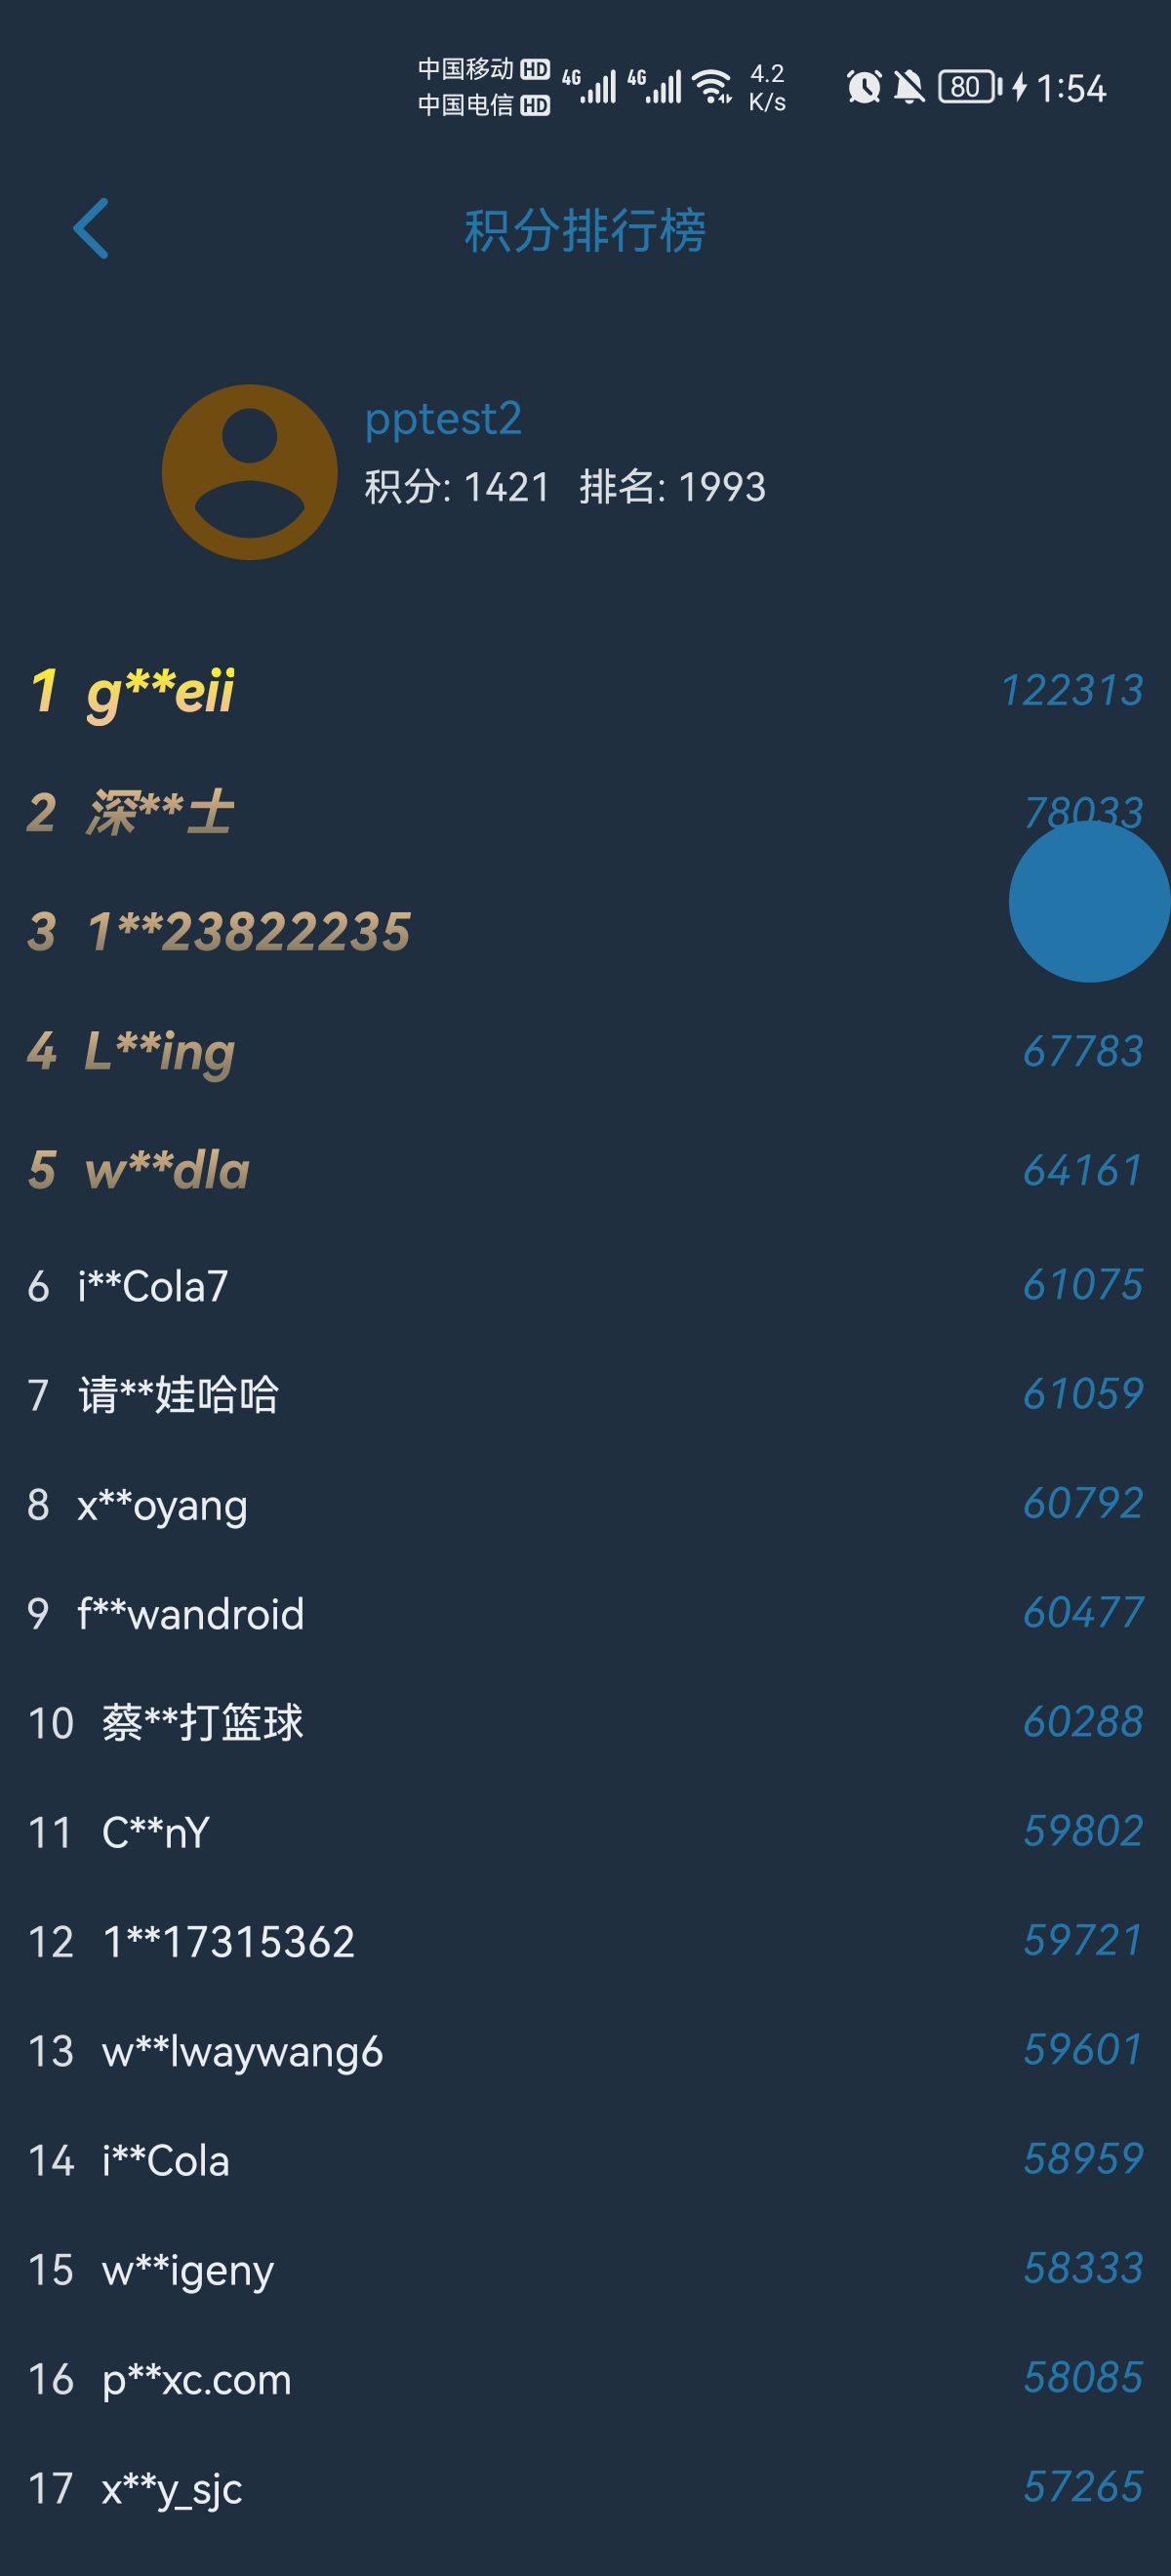 中国移动 HD 4G 4G 4.2 K/s 80 1:54
中国电信 HD
积分排行榜
pptest2
积分: 1421 排名: 1993
1 g**eii 122313
2 深**士 78033
3 1**23822235
4 L**ing 67783
5 w**dla 64161
6 i**Cola7 61075
7 请**娃哈哈 61059
8 x**oyang 60792
9 f**wandroid 60477
10 蔡**打篮球 60288
11 C**nY 59802
12 1**17315362 59721
13 w**lwaywang6 59601
14 i**Cola 58959
15 w**igeny 58333
16 p**xc.com 58085
17 x**y_sjc 57265